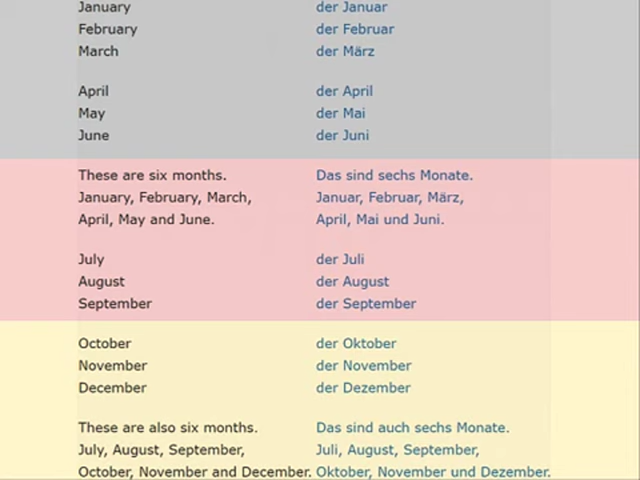 January der Januar
February der Februar
March der März
April der April
May der Mai
June der Juni
These are six months. Das sind sechs Monate.
January, February, March, Januar, Februar, März,
April, May and June. April, Mai und Juni.
July der Juli
August der August
September der September
October der Oktober
November der November
December der Dezember
These are also six months. Das sind auch sechs Monate.
July, August, September, Juli, August, September,
October, November and December. Oktober, November und Dezember.